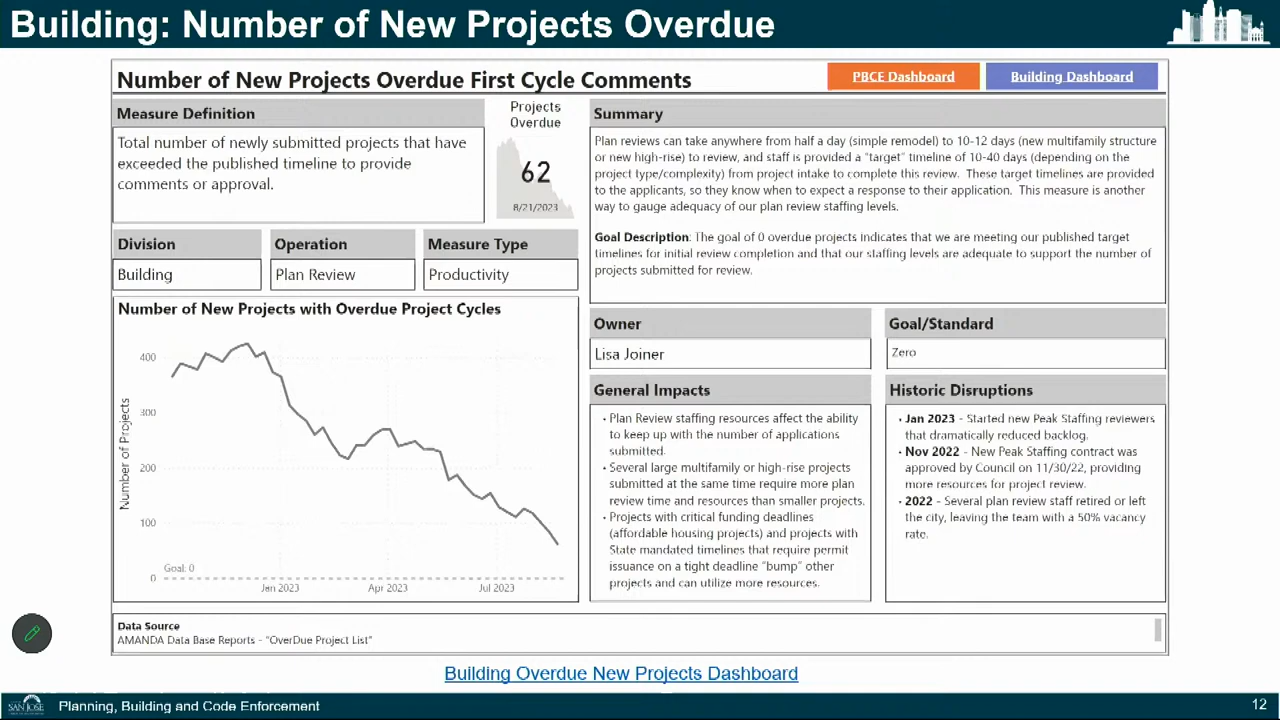 Building: Number of New Projects Overdue
Number of New Projects Overdue First Cycle Comments
PBCE Dashboard
Building Dashboard
Measure Definition
Total number of newly submitted projects that have
exceeded the published timeline to provide
comments or approval.
Projects
Overdue
62
8/21/2023
Summary
Plan reviews can take anywhere from half a day (simple remodel) to 10-12 days (new multifamily structure
or new high-rise) to review, and staff is provided a "target" timeline of 10-40 days (depending on the
project type/complexity) from project intake to complete this review. These target timelines are provided
to the applicants, so they know when to expect a response to their application. This measure is another
way to gauge adequacy of our plan review staffing levels.
Goal Description: The goal of 0 overdue projects indicates that we are meeting our published target
timelines for initial review completion and that our staffing levels are adequate to support the number of
projects submitted for review.
Division
Building
Operation
Plan Review
Measure Type
Productivity
Number of New Projects with Overdue Project Cycles
Number of Projects
400
300
200
100
0
Goal: 0
Jan 2023
Apr 2023
Jul 2023
Owner
Lisa Joiner
Goal/Standard
Zero
General Impacts
• Plan Review staffing resources affect the ability
to keep up with the number of applications
submitted.
• Several large multifamily or high-rise projects
submitted at the same time require more plan
review time and resources than smaller projects.
• Projects with critical funding deadlines
(affordable housing projects) and projects with
State mandated timelines that require permit
issuance on a tight deadline "bump" other
projects and can utilize more resources.
Historic Disruptions
• Jan 2023 - Started new Peak Staffing reviewers
that dramatically reduced backlog.
• Nov 2022 - New Peak Staffing contract was
approved by Council on 11/30/22, providing
more resources for project review.
• 2022 - Several plan review staff retired or left
the city, leaving the team with a 50% vacancy
rate.
Data Source
AMANDA Data Base Reports - "OverDue Project List"
Building Overdue New Projects Dashboard
SAN JOSE
Planning, Building and Code Enforcement
12